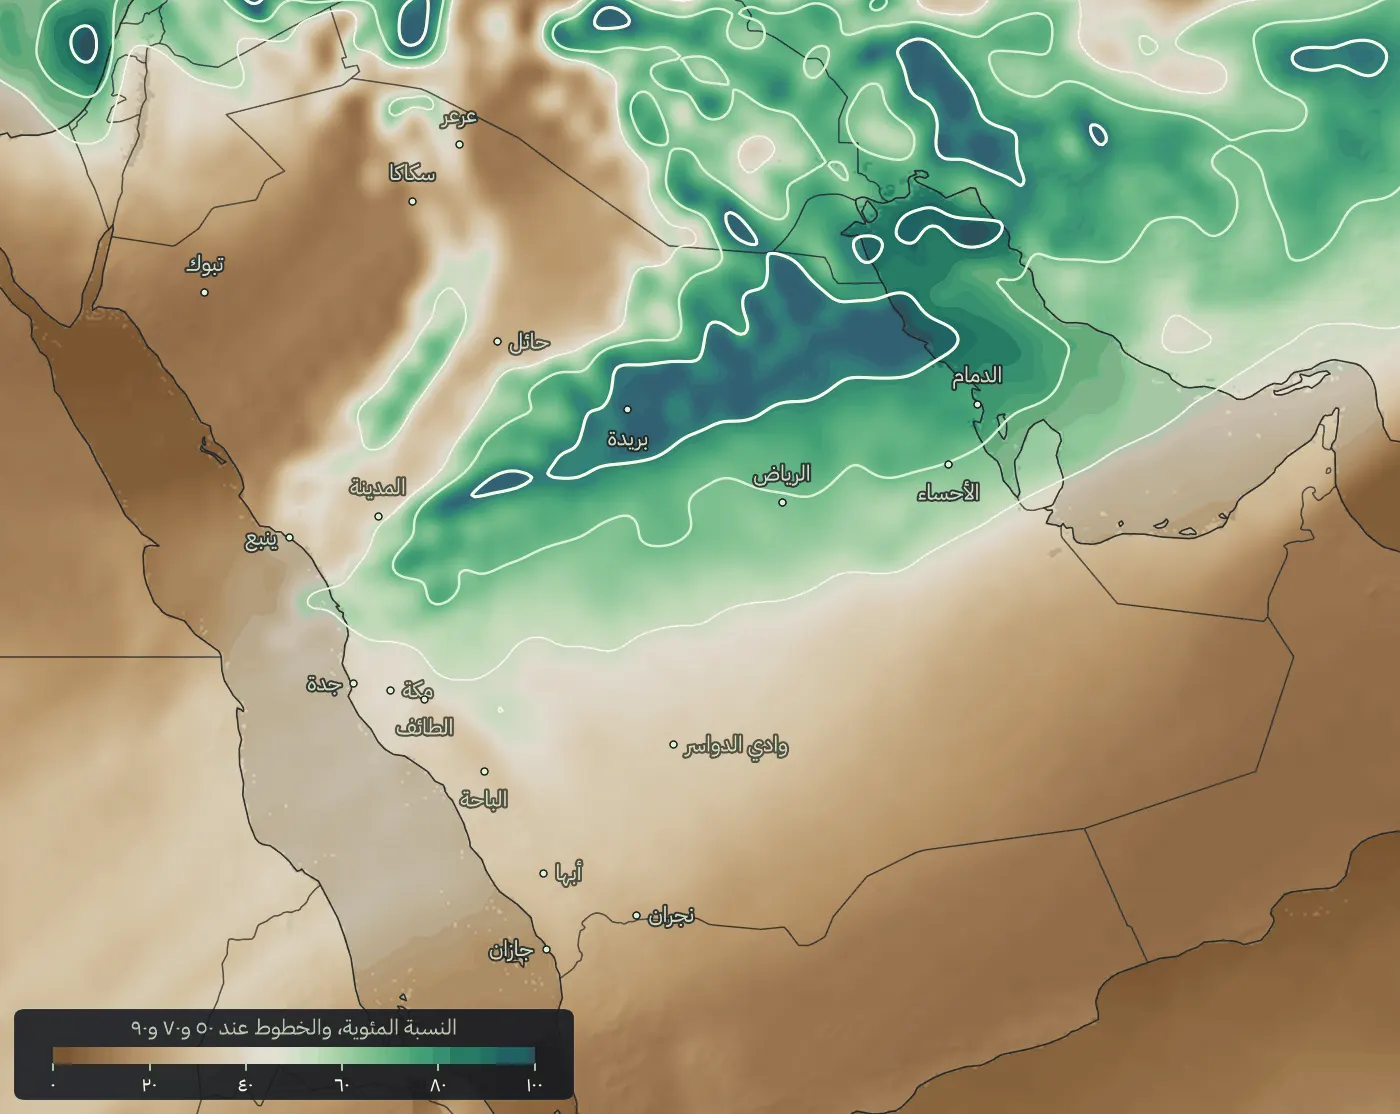 عرعر
سكاكا
تبوك
حائل
الدمام
بريدة
الرياض
الأحساء
المدينة
ينبع
جدة
مكة
الطائف
وادي الدواسر
الباحة
أبها
نجران
جازان
النسبة المئوية، والخطوط عند ٥٠ و٧٠ و٩٠
٠ ٢٠ ٤٠ ٦٠ ٨٠ ١٠٠